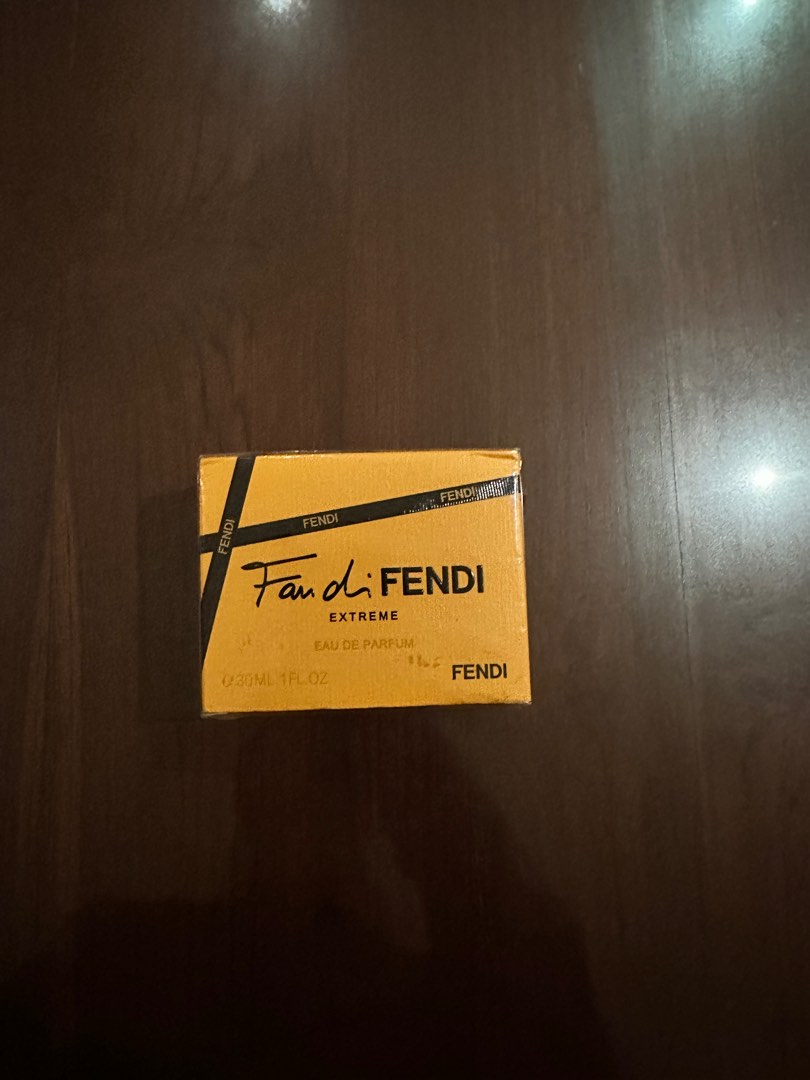 FENDI
FENDI
FENDI
Fan di FENDI
EXTREME
EAU DE PARFUM
30ML 1FL.OZ
FENDI